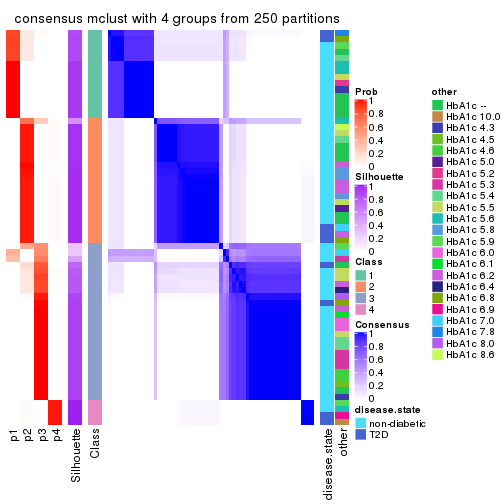 consensus mclust with 4 groups from 250 partitions
p1
p2
p3
p4
Silhouette
Class
disease.state
other
Prob
1
0.8
0.6
0.4
0.2
0
Silhouette
1
0.8
0.6
0.4
0.2
0
Class
1
2
3
4
Consensus
1
0.8
0.6
0.4
0.2
0
disease.state
non-diabetic
T2D
other
HbA1c --
HbA1c 10.0
HbA1c 4.3
HbA1c 4.5
HbA1c 4.6
HbA1c 5.0
HbA1c 5.2
HbA1c 5.3
HbA1c 5.4
HbA1c 5.5
HbA1c 5.6
HbA1c 5.8
HbA1c 5.9
HbA1c 6.0
HbA1c 6.1
HbA1c 6.2
HbA1c 6.4
HbA1c 6.8
HbA1c 6.9
HbA1c 7.0
HbA1c 7.8
HbA1c 8.0
HbA1c 8.6